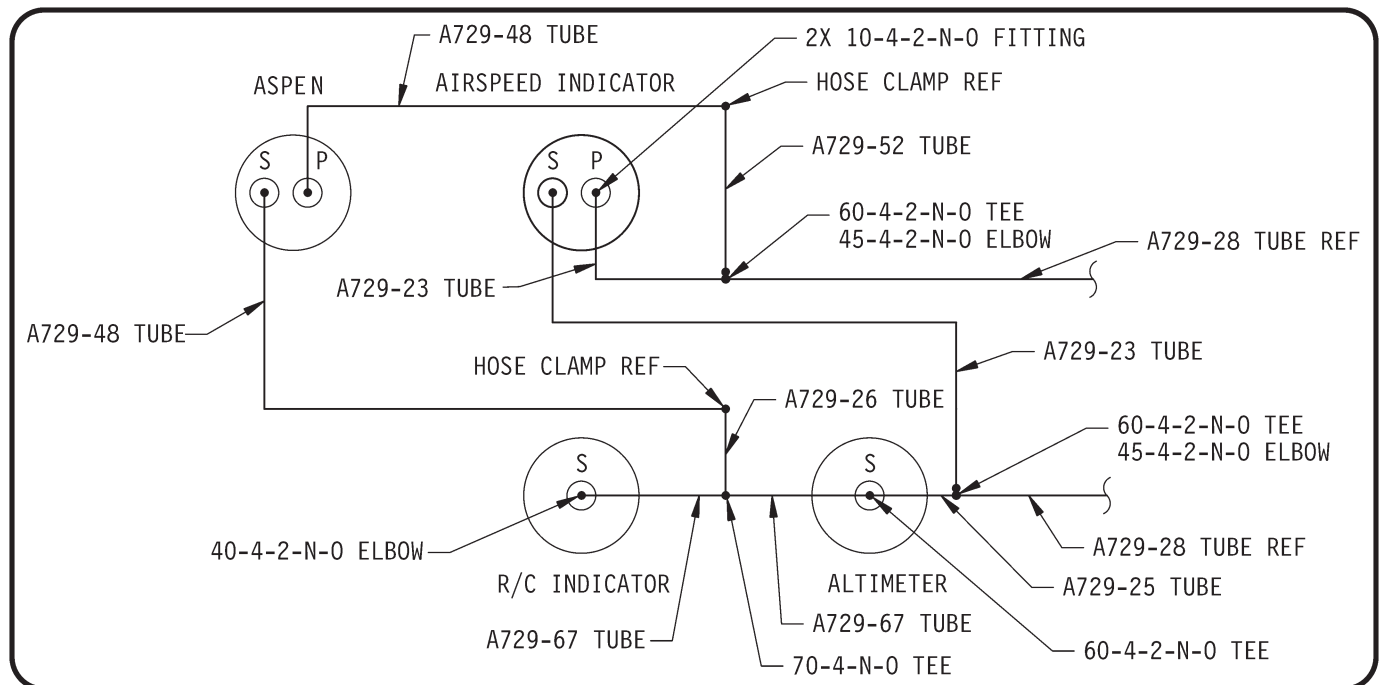 A729-48 TUBE
2X 10-4-2-N-O FITTING
ASPEN
AIRSPEED INDICATOR
HOSE CLAMP REF
A729-52 TUBE
S
P
S
P
60-4-2-N-O TEE
45-4-2-N-O ELBOW
A729-28 TUBE REF
A729-23 TUBE
A729-48 TUBE
A729-23 TUBE
HOSE CLAMP REF
A729-26 TUBE
60-4-2-N-O TEE
45-4-2-N-O ELBOW
S
S
40-4-2-N-O ELBOW
A729-28 TUBE REF
R/C INDICATOR
ALTIMETER
A729-25 TUBE
A729-67 TUBE
A729-67 TUBE
60-4-2-N-O TEE
70-4-N-O TEE